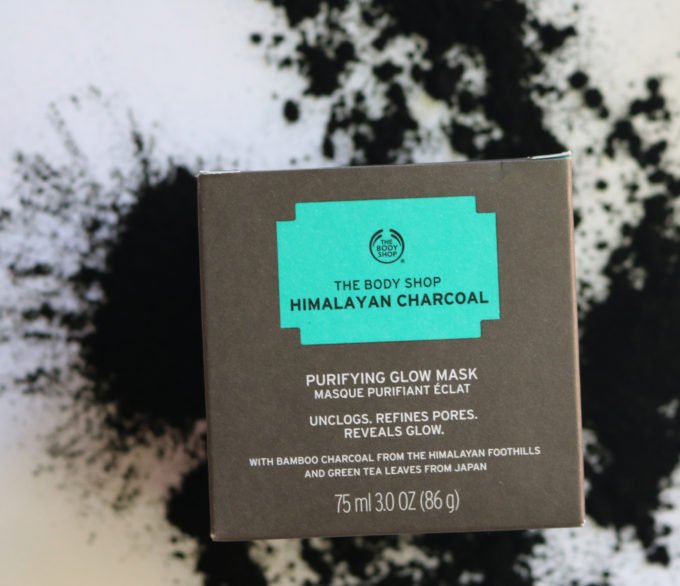 THE
BODY
SHOP
THE BODY SHOP
HIMALAYAN CHARCOAL
PURIFYING GLOW MASK
MASQUE PURIFIANT ÉCLAT
UNCLOGS. REFINES PORES.
REVEALS GLOW.
WITH BAMBOO CHARCOAL FROM THE HIMALAYAN FOOTHILLS
AND GREEN TEA LEAVES FROM JAPAN
75 ml 3.0 OZ (86 g)